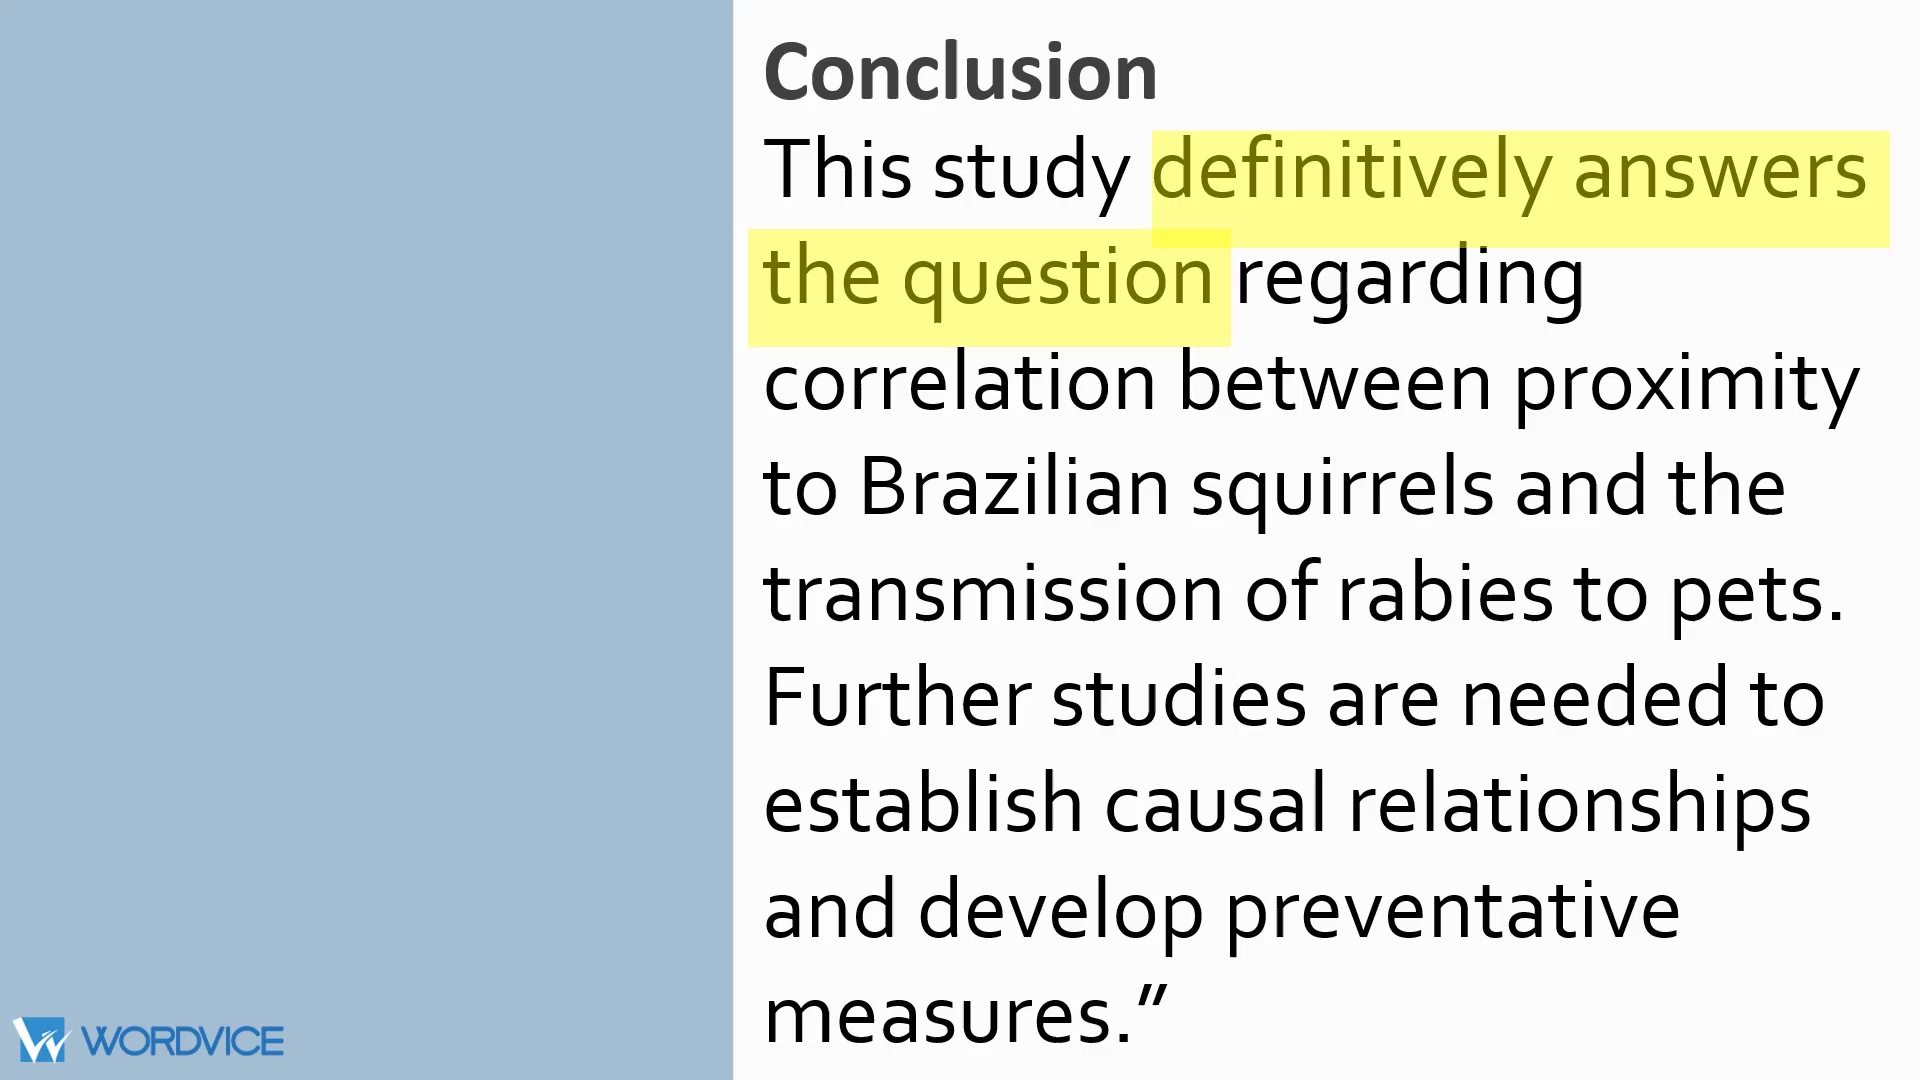 Conclusion
This study definitively answers
the question regarding
correlation between proximity
to Brazilian squirrels and the
transmission of rabies to pets.
Further studies are needed to
establish causal relationships
and develop preventative
measures.”
WORDVICE